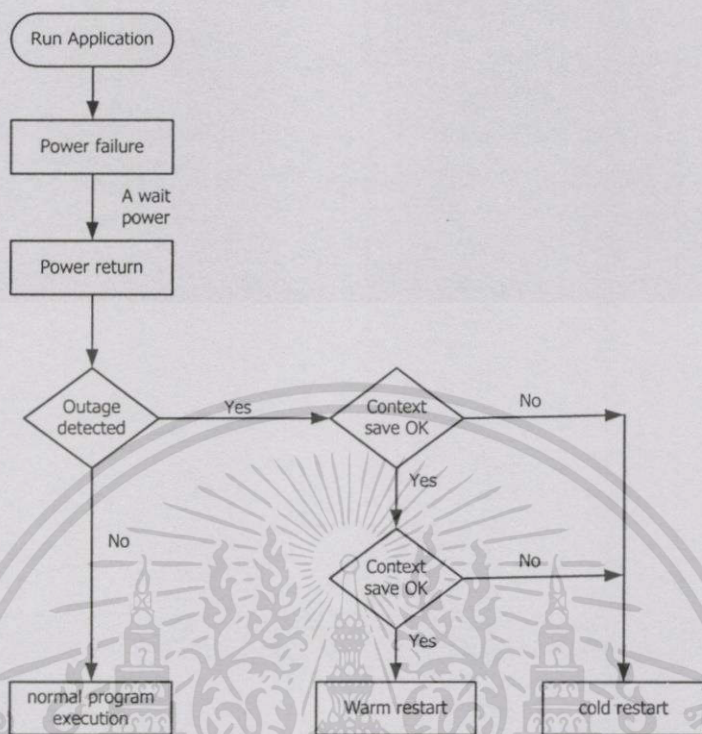 Run Application
Power failure
A wait
power
Power return
Outage
detected
Yes
Context
save OK
No
Yes
No
Context
save OK
No
Yes
normal program
execution
Warm restart
cold restart